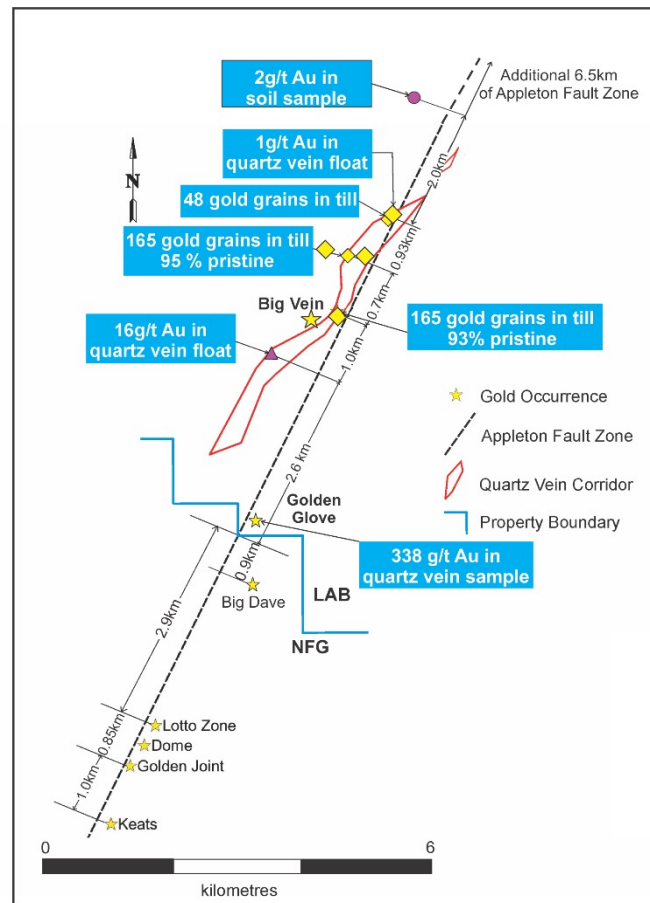 2g/t Au in
soil sample
Additional 6.5km
of Appleton Fault Zone
1g/t Au in
quartz vein float
N
2.0km
48 gold grains in till
165 gold grains in till
95 % pristine
0.93km
Big Vein
0.7km
165 gold grains in till
93% pristine
16g/t Au in
quartz vein float
1.0km
Gold Occurrence
Appleton Fault Zone
2.6 km
Quartz Vein Corridor
Golden
Glove
Property Boundary
338 g/t Au in
quartz vein sample
0.9km
LAB
Big Dave
NFG
2.9km
Lotto Zone
0.85km
Dome
Golden Joint
1.0km
Keats
0
6
kilometres